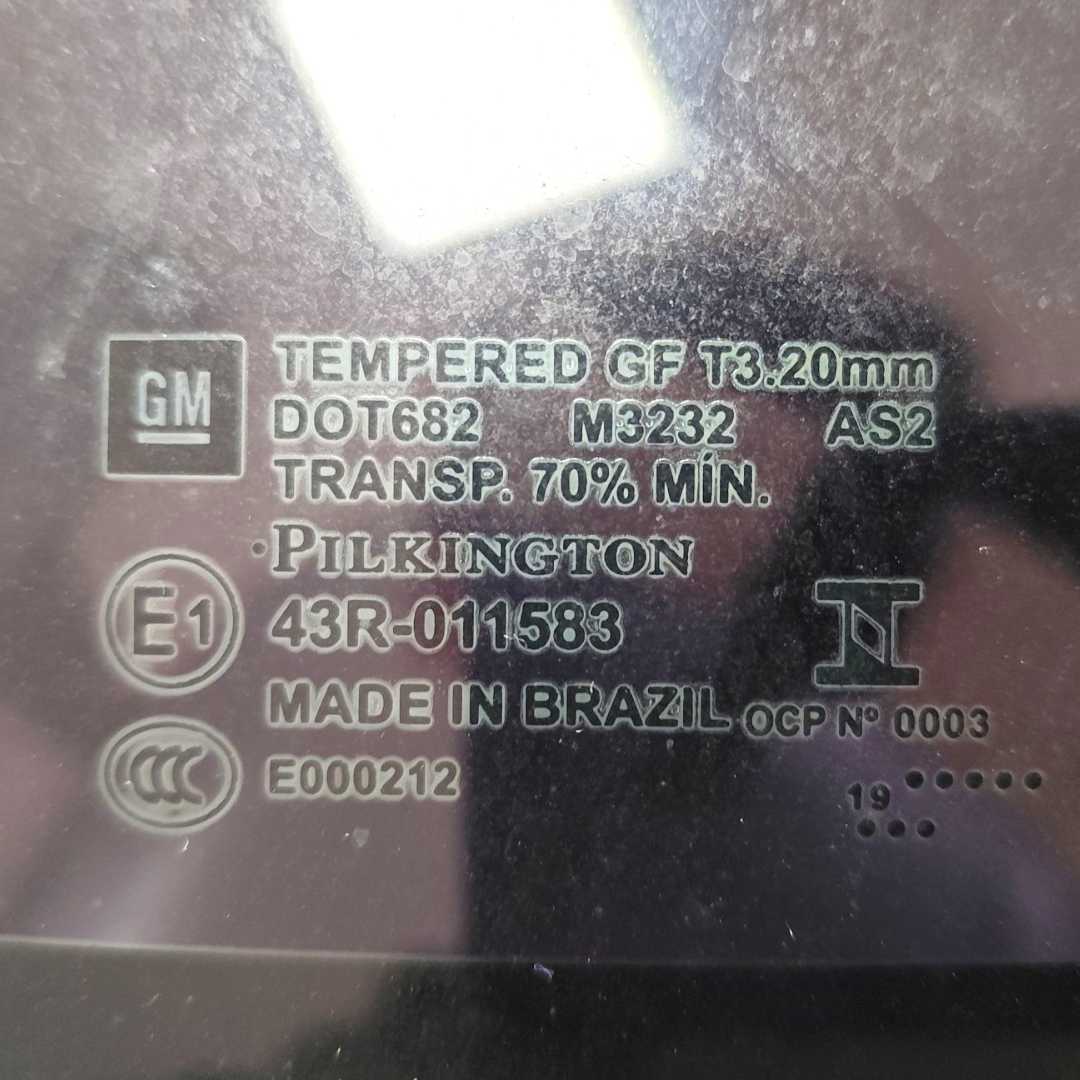 GM
TEMPERED GF T3.20mm
DOT682 M3232 AS2
TRANSP. 70% MÍN.
PILKINGTON
E1 43R-011583
MADE IN BRAZIL OCP Nº 0003
CCC E000212
19